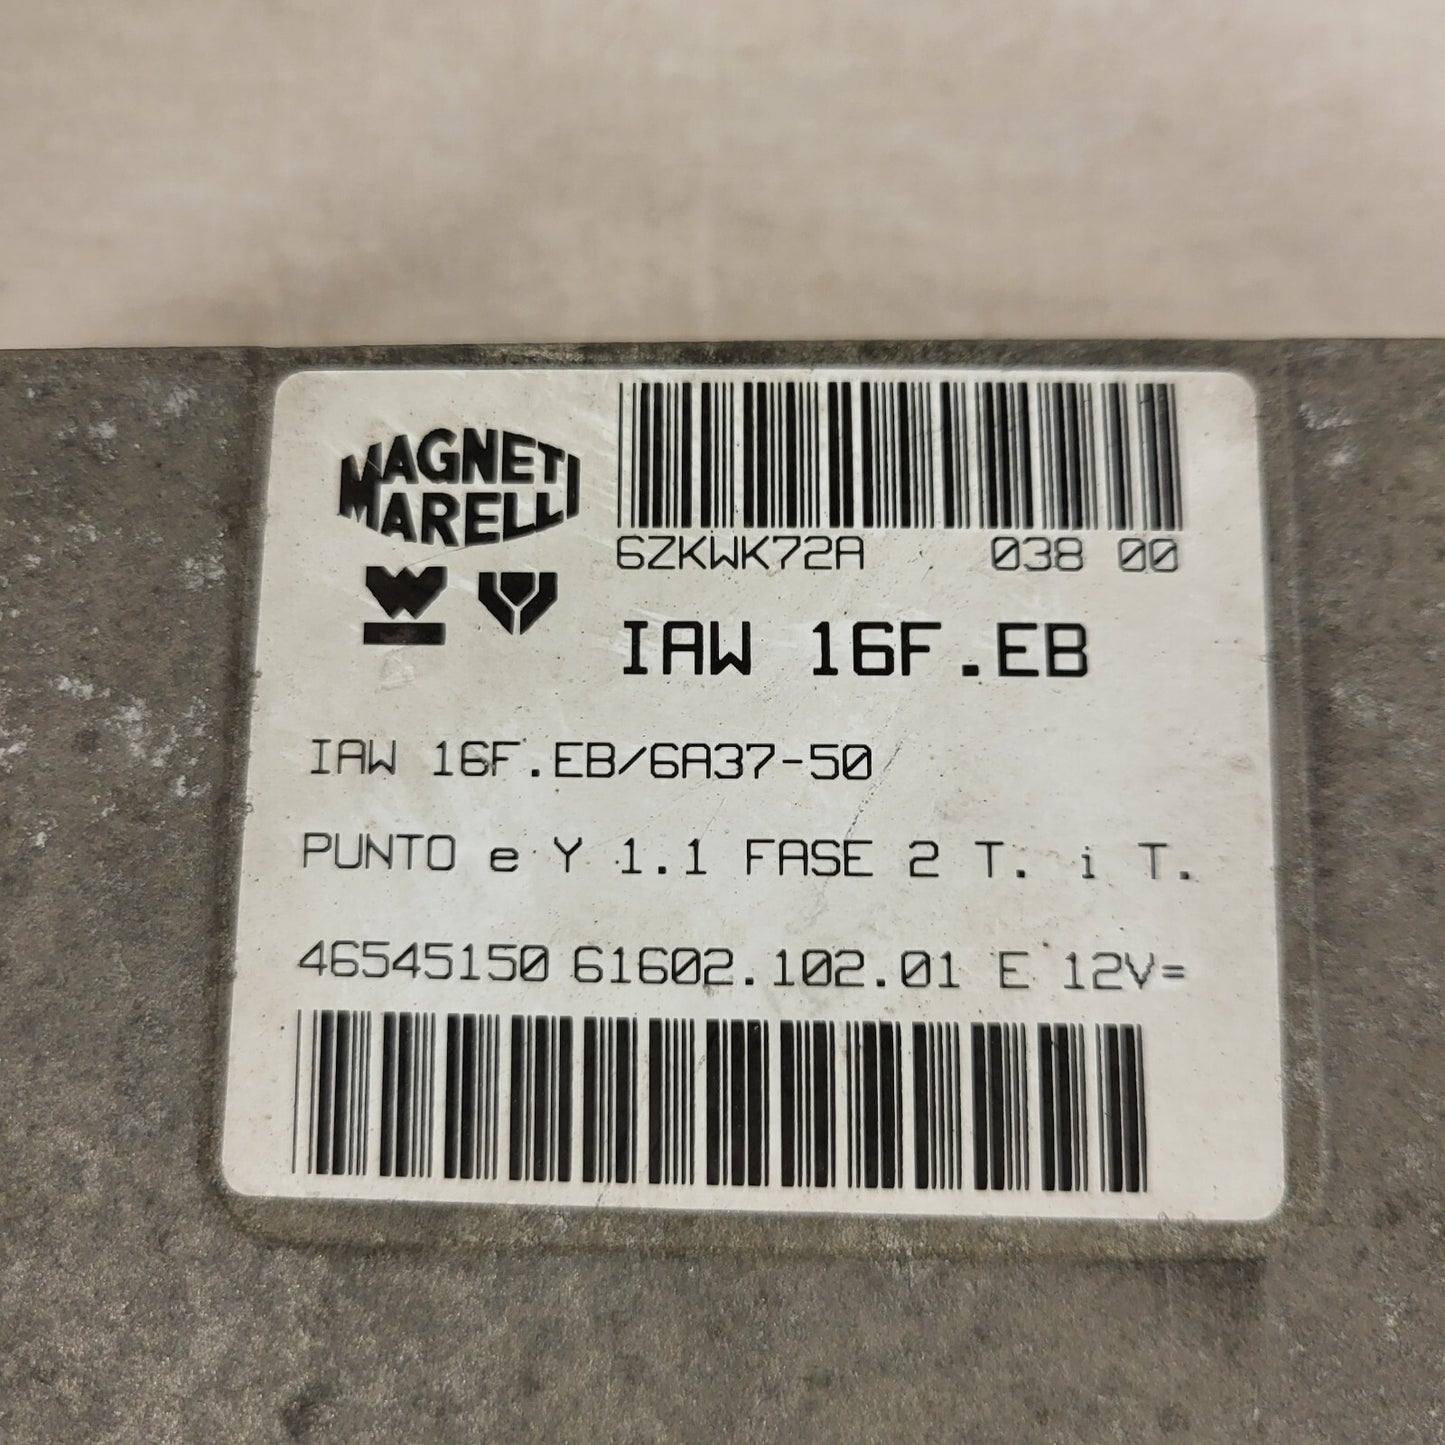 MAGNETI
MARELLI
6ZKWK72A 038 00
IAW 16F.EB
IAW 16F.EB/6A37-50
PUNTO e Y 1.1 FASE 2 T. i T.
46545150 61602.102.01 E 12V=